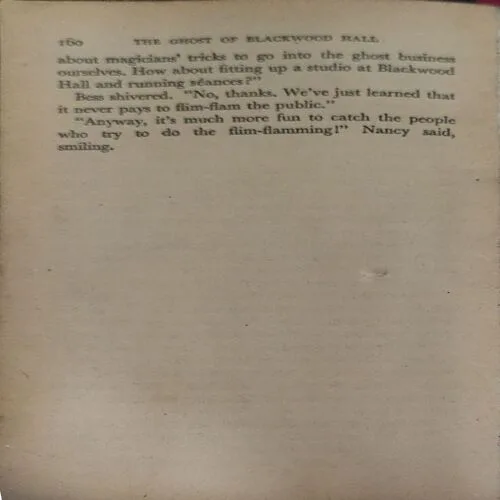 160 THE GHOST OF BLACKWOOD HALL
about magicians' tricks to go into the ghost business
ourselves. How about fitting up a studio at Blackwood
Hall and running séances?"
Bess shivered. "No, thanks. We've just learned that
it never pays to flim-flam the public."
"Anyway, it's much more fun to catch the people
who try to do the flim-flamming!" Nancy said,
smiling.